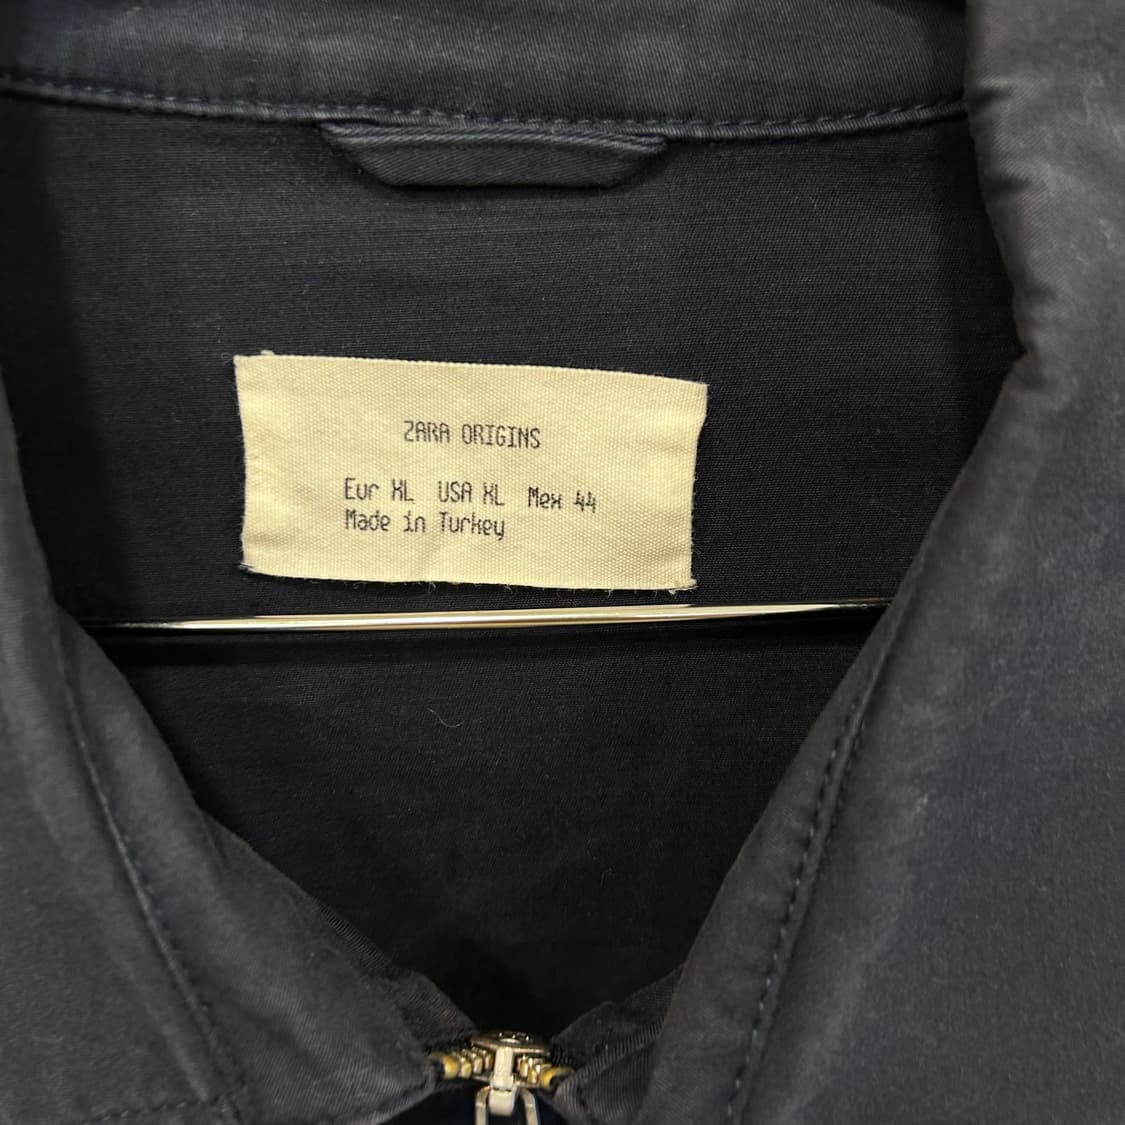 ZARA ORIGINS
Eur XL USA XL Mex 44
Made in Turkey